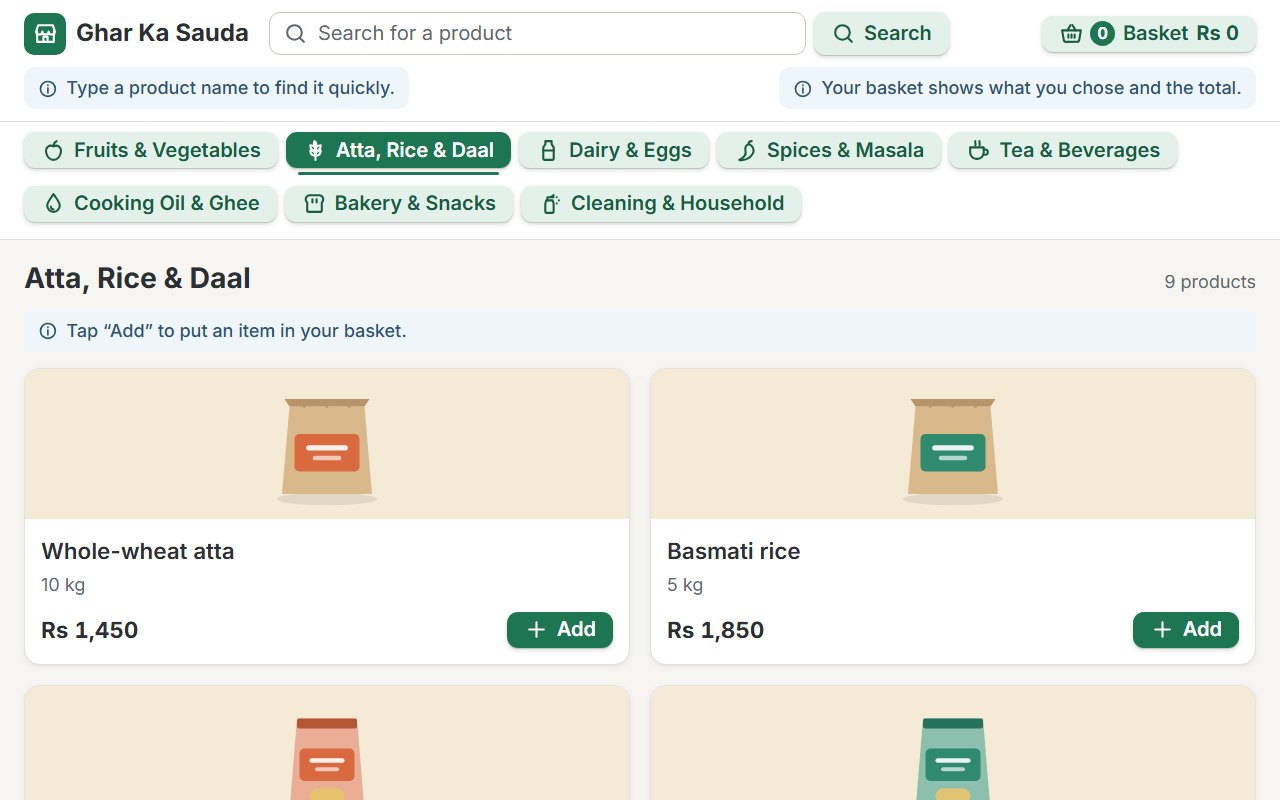 Ghar Ka Sauda
Search for a product
Search
0 Basket Rs 0
Type a product name to find it quickly.
Your basket shows what you chose and the total.
Fruits & Vegetables
Atta, Rice & Daal
Dairy & Eggs
Spices & Masala
Tea & Beverages
Cooking Oil & Ghee
Bakery & Snacks
Cleaning & Household
Atta, Rice & Daal
9 products
Tap “Add” to put an item in your basket.
Whole-wheat atta
10 kg
Rs 1,450
Add
Basmati rice
5 kg
Rs 1,850
Add